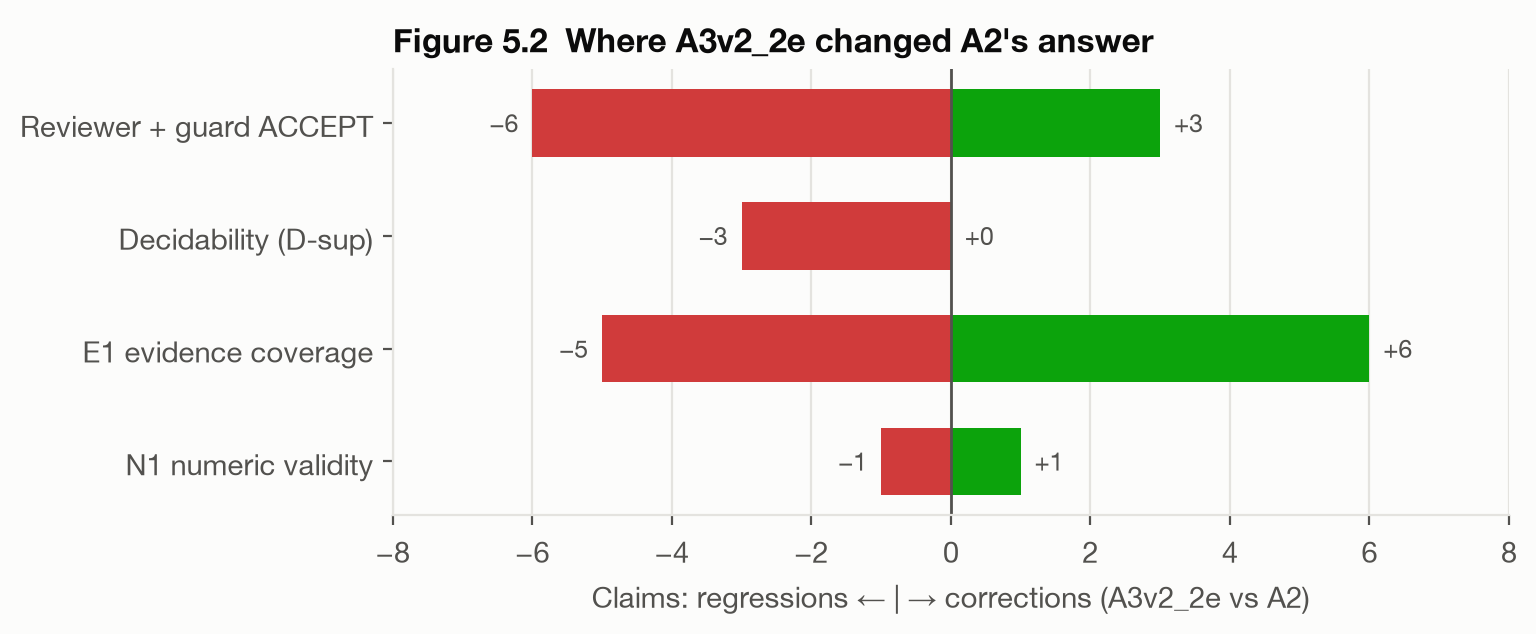 Figure 5.2  Where A3v2_2e changed A2's answer
Reviewer + guard ACCEPT
−6
+3
Decidability (D-sup)
−3
+0
E1 evidence coverage
−5
+6
N1 numeric validity
−1
+1
−8 −6 −4 −2 0 2 4 6 8
Claims: regressions ←|→ corrections (A3v2_2e vs A2)